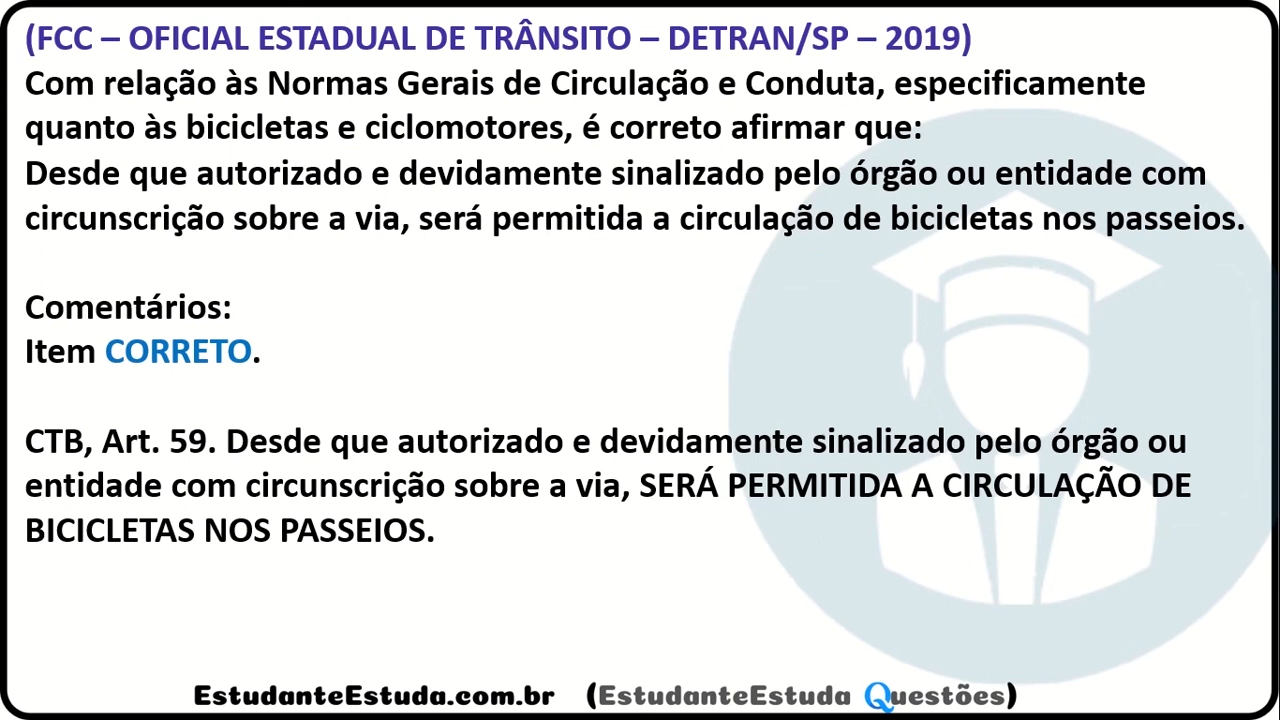 (FCC – OFICIAL ESTADUAL DE TRÂNSITO – DETRAN/SP – 2019)
Com relação às Normas Gerais de Circulação e Conduta, especificamente
quanto às bicicletas e ciclomotores, é correto afirmar que:
Desde que autorizado e devidamente sinalizado pelo órgão ou entidade com
circunscrição sobre a via, será permitida a circulação de bicicletas nos passeios.
Comentários:
Item CORRETO.
CTB, Art. 59. Desde que autorizado e devidamente sinalizado pelo órgão ou
entidade com circunscrição sobre a via, SERÁ PERMITIDA A CIRCULAÇÃO DE
BICICLETAS NOS PASSEIOS.
EstudanteEstuda.com.br (EstudanteEstuda Questões)